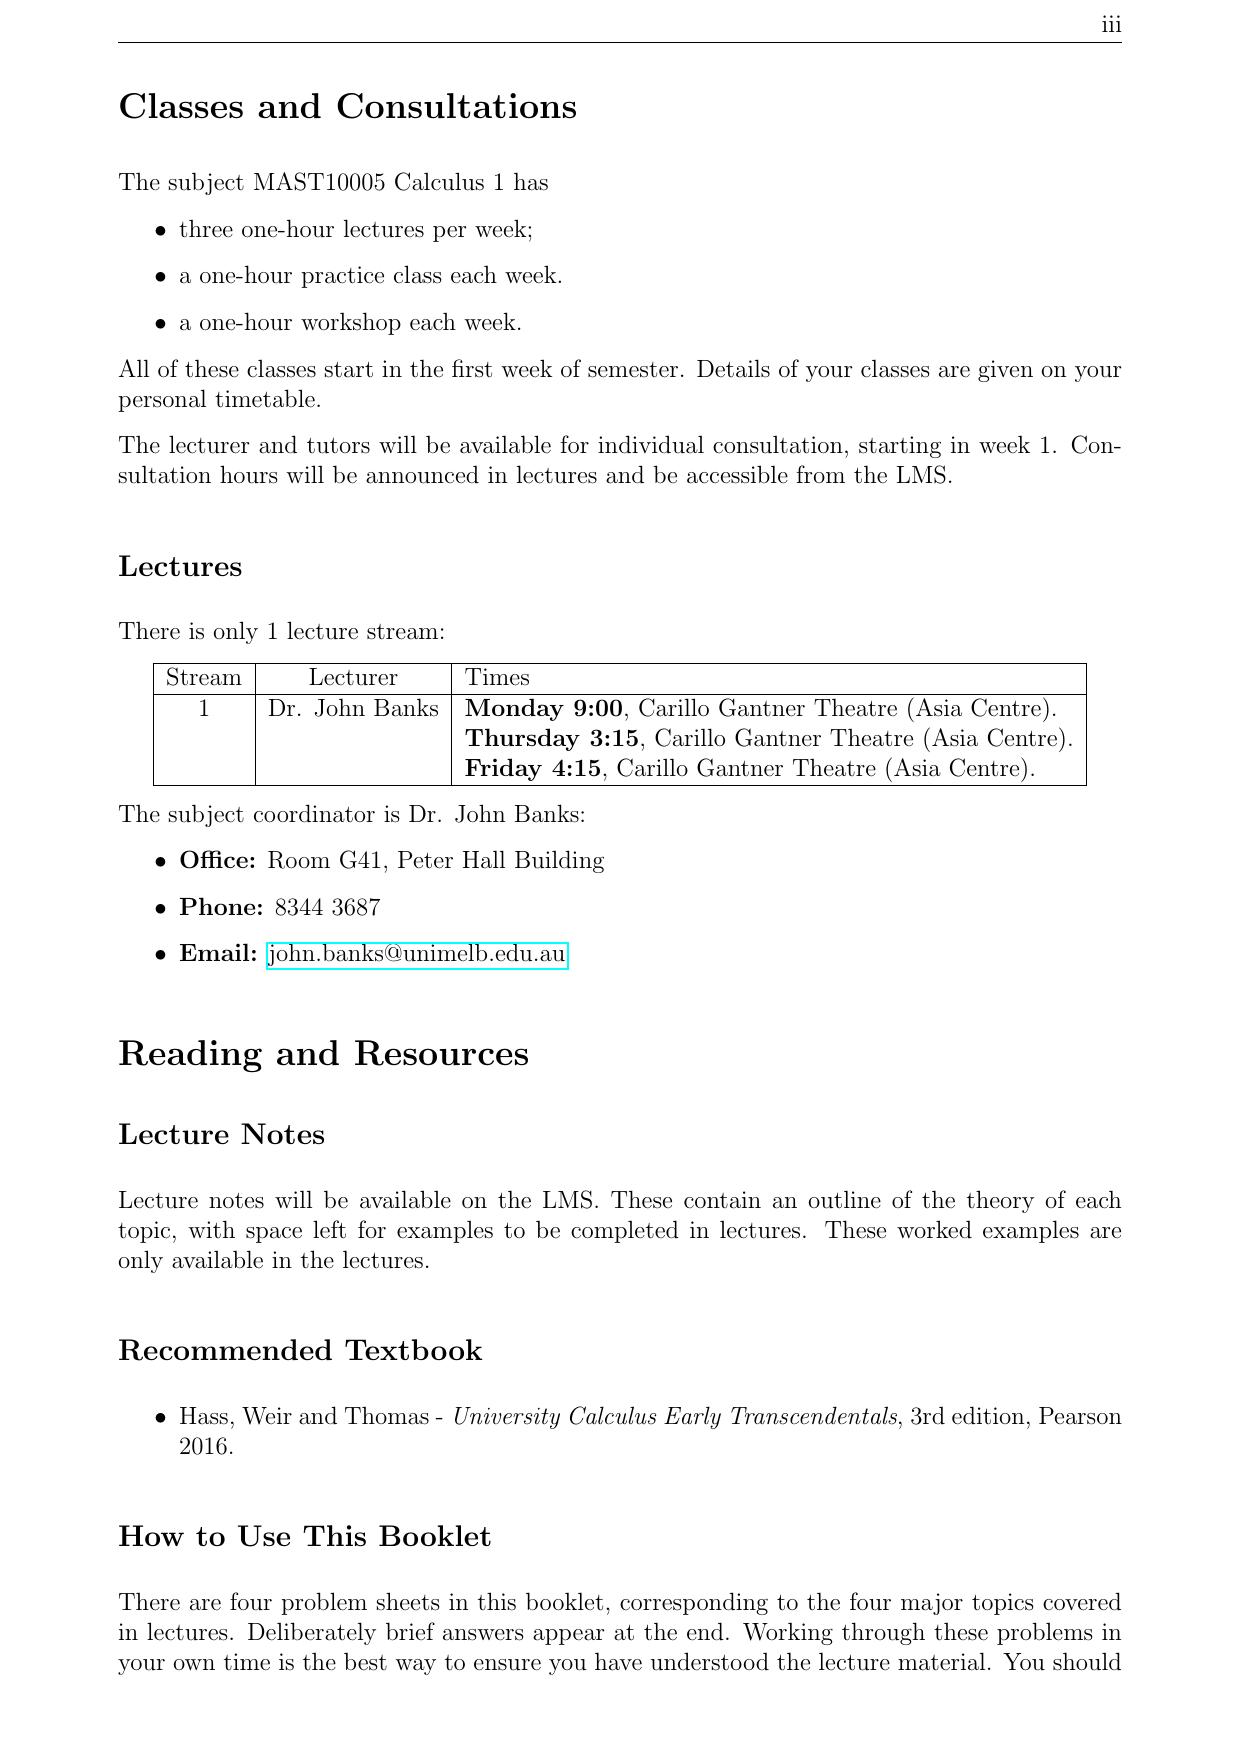 iii
Classes and Consultations
The subject MAST10005 Calculus 1 has
• three one-hour lectures per week;
• a one-hour practice class each week.
• a one-hour workshop each week.
All of these classes start in the first week of semester. Details of your classes are given on your
personal timetable.
The lecturer and tutors will be available for individual consultation, starting in week 1. Con-
sultation hours will be announced in lectures and be accessible from the LMS.
Lectures
There is only 1 lecture stream:
Stream Lecturer Times
1 Dr. John Banks Monday 9:00, Carillo Gantner Theatre (Asia Centre).
Thursday 3:15, Carillo Gantner Theatre (Asia Centre).
Friday 4:15, Carillo Gantner Theatre (Asia Centre).
The subject coordinator is Dr. John Banks:
• Office: Room G41, Peter Hall Building
• Phone: 8344 3687
• Email: john.banks@unimelb.edu.au
Reading and Resources
Lecture Notes
Lecture notes will be available on the LMS. These contain an outline of the theory of each
topic, with space left for examples to be completed in lectures. These worked examples are
only available in the lectures.
Recommended Textbook
• Hass, Weir and Thomas - University Calculus Early Transcendentals, 3rd edition, Pearson
2016.
How to Use This Booklet
There are four problem sheets in this booklet, corresponding to the four major topics covered
in lectures. Deliberately brief answers appear at the end. Working through these problems in
your own time is the best way to ensure you have understood the lecture material. You should